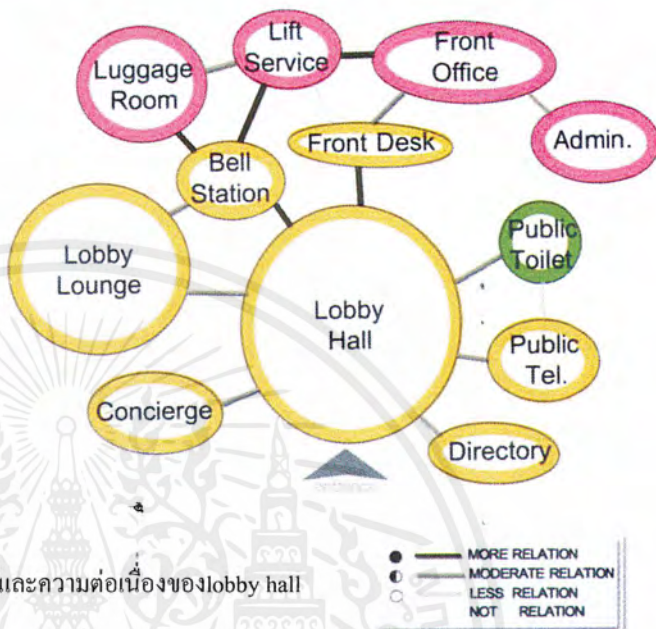 Lift
Service
Front
Office
Luggage
Room
Front Desk
Admin.
Bell
Station
Public
Toilet
Lobby
Lounge
Lobby
Hall
Public
Tel.
Concierge
Directory
MORE RELATION
MODERATE RELATION
LESS RELATION
NOT RELATION
และความต่อเนื่องของlobby hall